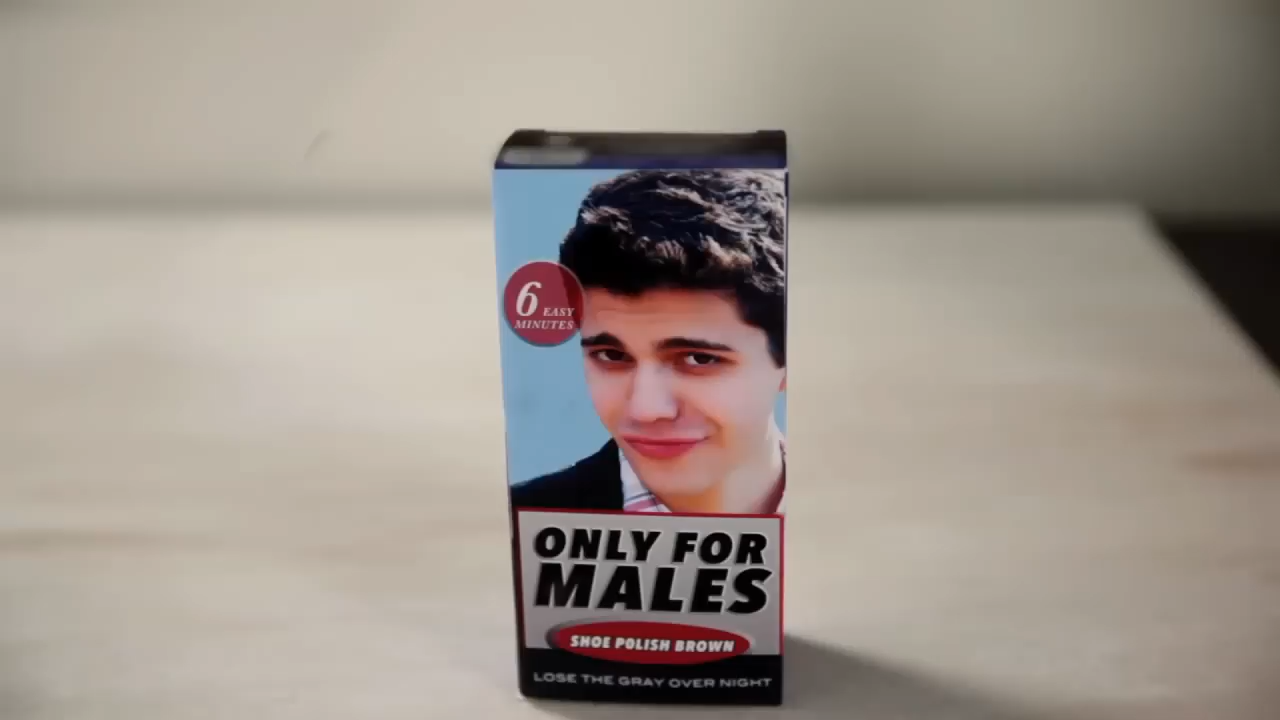 6 EASY
MINUTES
ONLY FOR
MALES
SHOE POLISH BROWN
LOSE THE GRAY OVER NIGHT